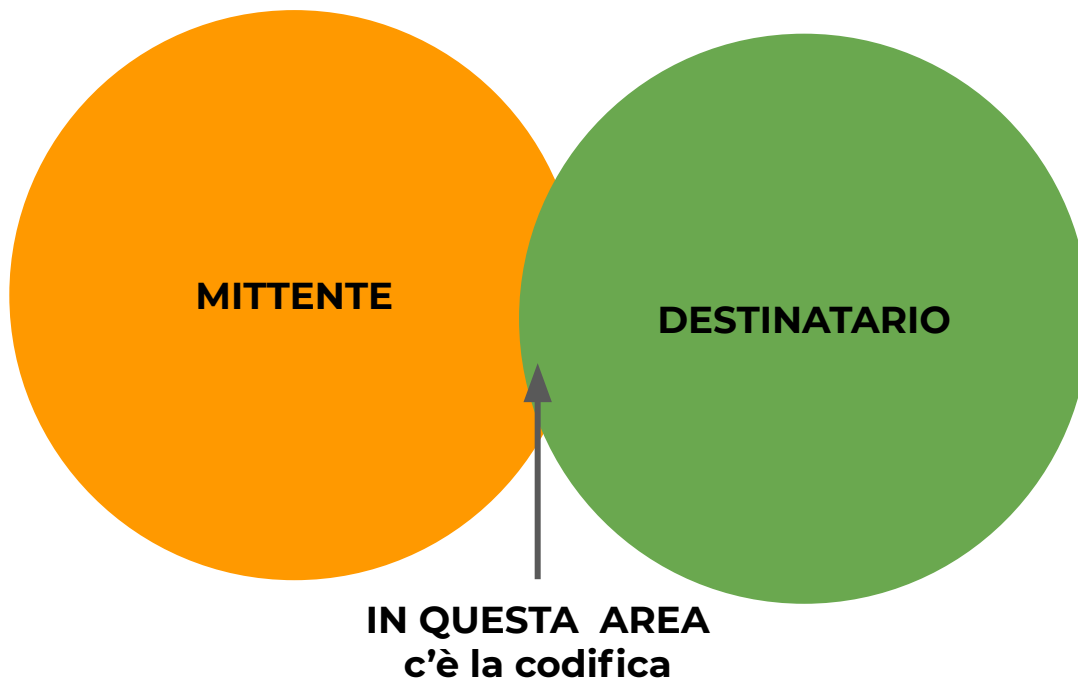 MITTENTE
DESTINATARIO
IN QUESTA  AREA
c’è la codifica